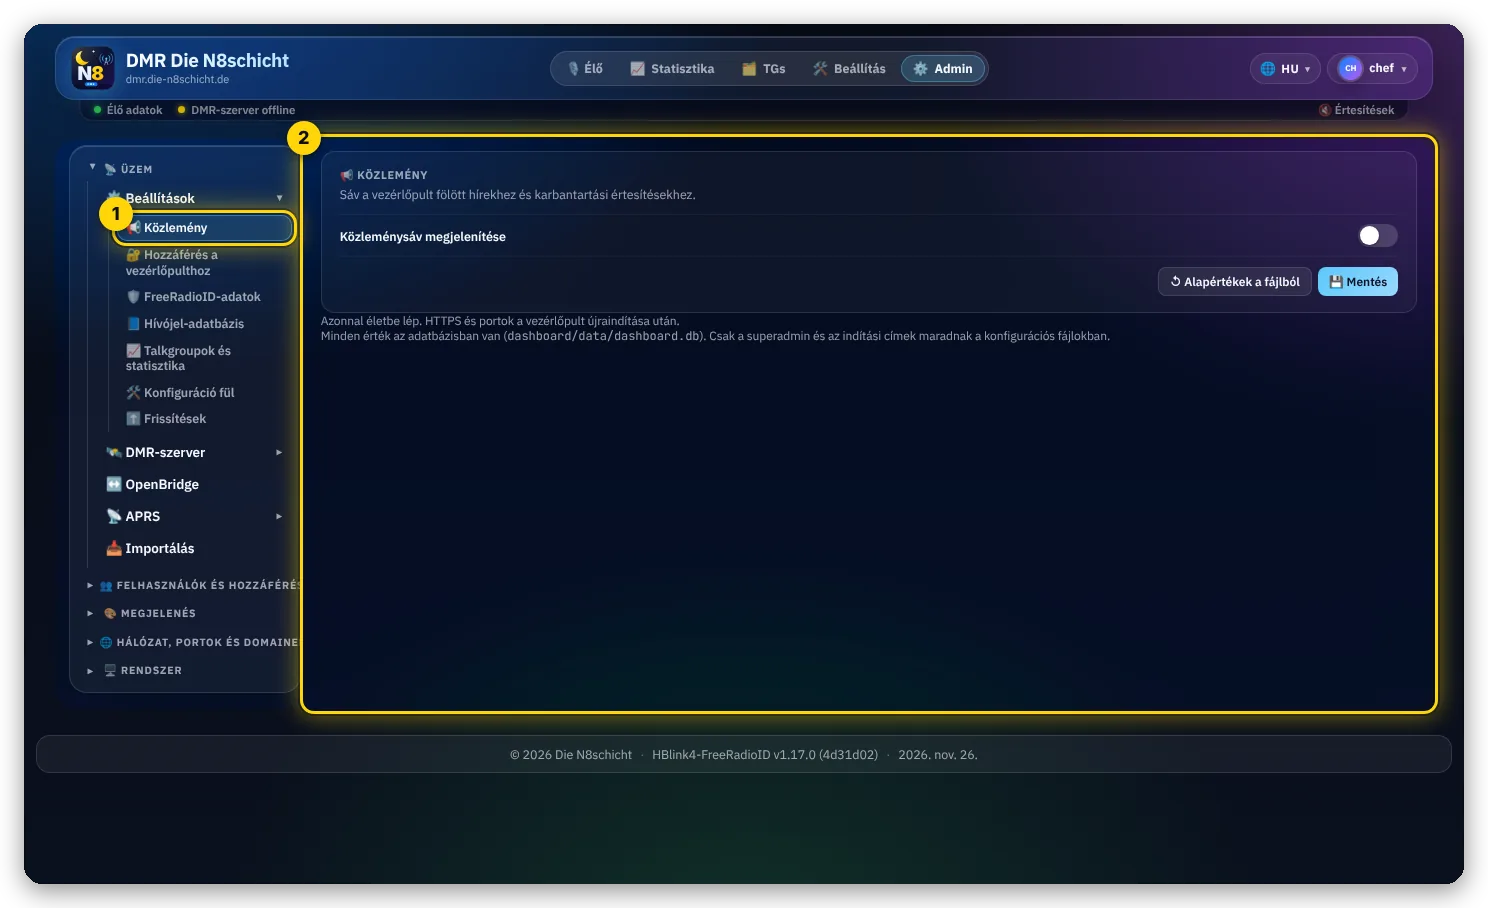 N8
DMR Die N8schicht
dmr.die-n8schicht.de
Élő
Statisztika
TGs
Beállítás
Admin
HU ▾
CH chef ▾
Élő adatok
DMR-szerver offline
Értesítések
1
2
▼ ÜZEM
Beállítások ▼
Közlemény
Hozzáférés a
vezérlőpulthoz
FreeRadioID-adatok
Hívójel-adatbázis
Talkgroupok és
statisztika
Konfiguráció fül
Frissítések
DMR-szerver ►
OpenBridge
APRS ►
Importálás
► FELHASZNÁLÓK ÉS HOZZÁFÉRÉS
► MEGJELENÉS
► HÁLÓZAT, PORTOK ÉS DOMAINE
► RENDSZER
KÖZLEMÉNY
Sáv a vezérlőpult fölött hírekhez és karbantartási értesítésekhez.
Közleménysáv megjelenítése
↺ Alapértékek a fájlból
Mentés
Azonnal életbe lép. HTTPS és portok a vezérlőpult újraindítása után.
Minden érték az adatbázisban van (dashboard/data/dashboard.db). Csak a superadmin és az indítási címek maradnak a konfigurációs fájlokban.
© 2026 Die N8schicht · HBlink4-FreeRadioID v1.17.0 (4d31d02) · 2026. nov. 26.